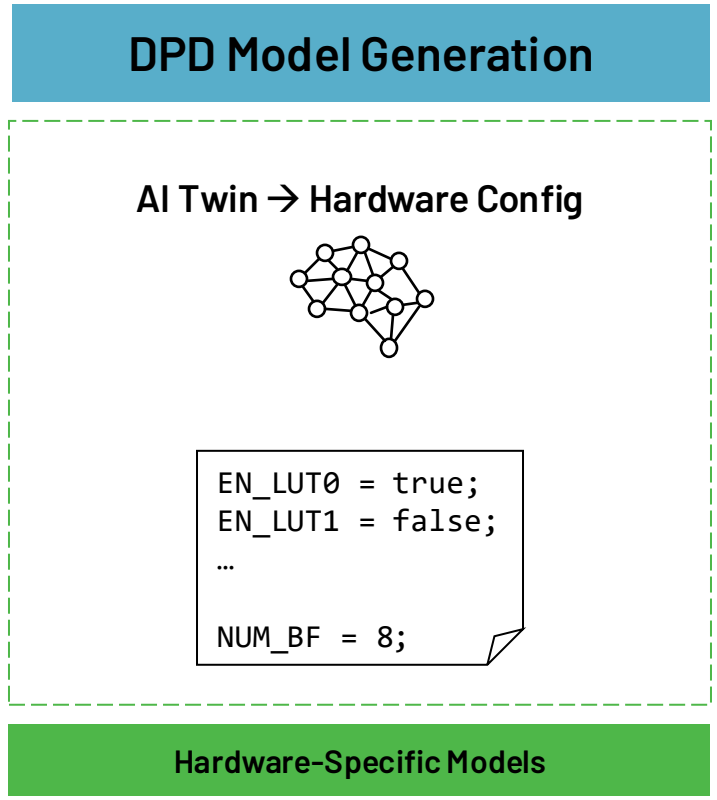 DPD Model Generation
AI Twin → Hardware Config
EN_LUT0 = true;
EN_LUT1 = false;
…
NUM_BF = 8;
Hardware-Specific Models